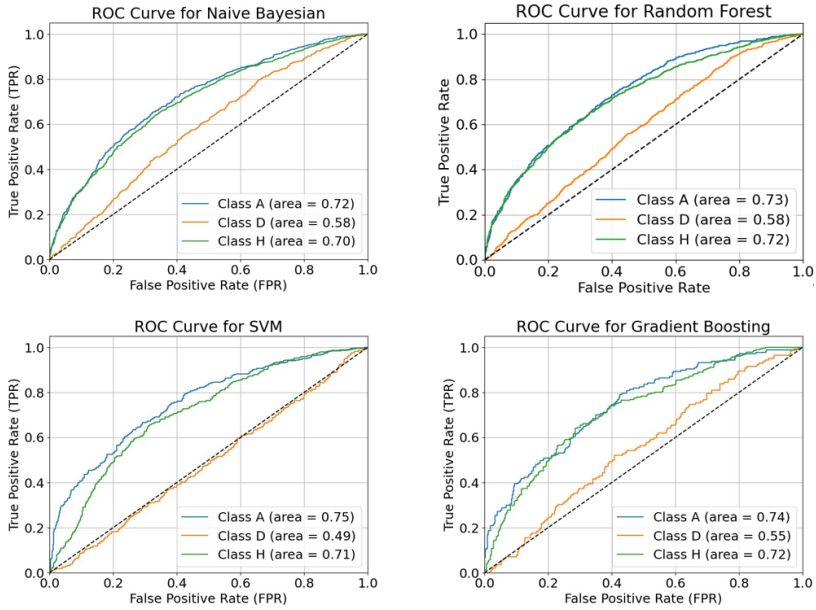 ROC Curve for Naive Bayesian
True Positive Rate (TPR)
1.0
0.8
0.6
0.4
0.2
0.0
Class A (area = 0.72)
Class D (area = 0.58)
Class H (area = 0.70)
0.0 0.2 0.4 0.6 0.8 1.0
False Positive Rate (FPR)
ROC Curve for Random Forest
True Positive Rate
1.0
0.8
0.6
0.4
0.2
0.0
Class A (area = 0.73)
Class D (area = 0.58)
Class H (area = 0.72)
0.0 0.2 0.4 0.6 0.8 1.0
False Positive Rate
ROC Curve for SVM
True Positive Rate (TPR)
1.0
0.8
0.6
0.4
0.2
0.0
Class A (area = 0.75)
Class D (area = 0.49)
Class H (area = 0.71)
0.0 0.2 0.4 0.6 0.8 1.0
False Positive Rate (FPR)
ROC Curve for Gradient Boosting
True Positive Rate (TPR)
1.0
0.8
0.6
0.4
0.2
0.0
Class A (area = 0.74)
Class D (area = 0.55)
Class H (area = 0.72)
0.0 0.2 0.4 0.6 0.8 1.0
False Positive Rate (FPR)